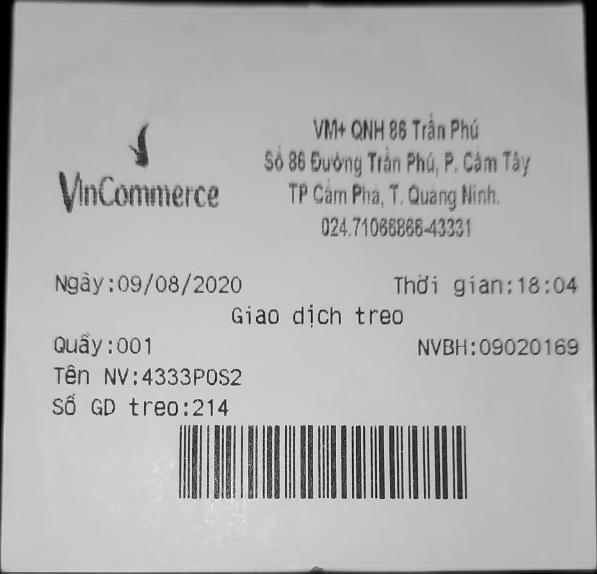 VinCommerce
VM+ QNH 86 Trần Phú
Số 86 Đường Trần Phú, P. Cẩm Tây
TP Cẩm Phả, T. Quảng Ninh.
024.71066866-43331
Ngày:09/08/2020 Thời gian:18:04
Giao dịch treo
Quầy:001 NVBH:09020169
Tên NV:4333POS2
Số GD treo:214